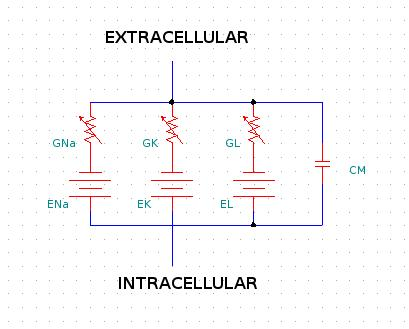 EXTRACELLULAR
GNa
GK
GL
CM
ENa
EK
EL
INTRACELLULAR